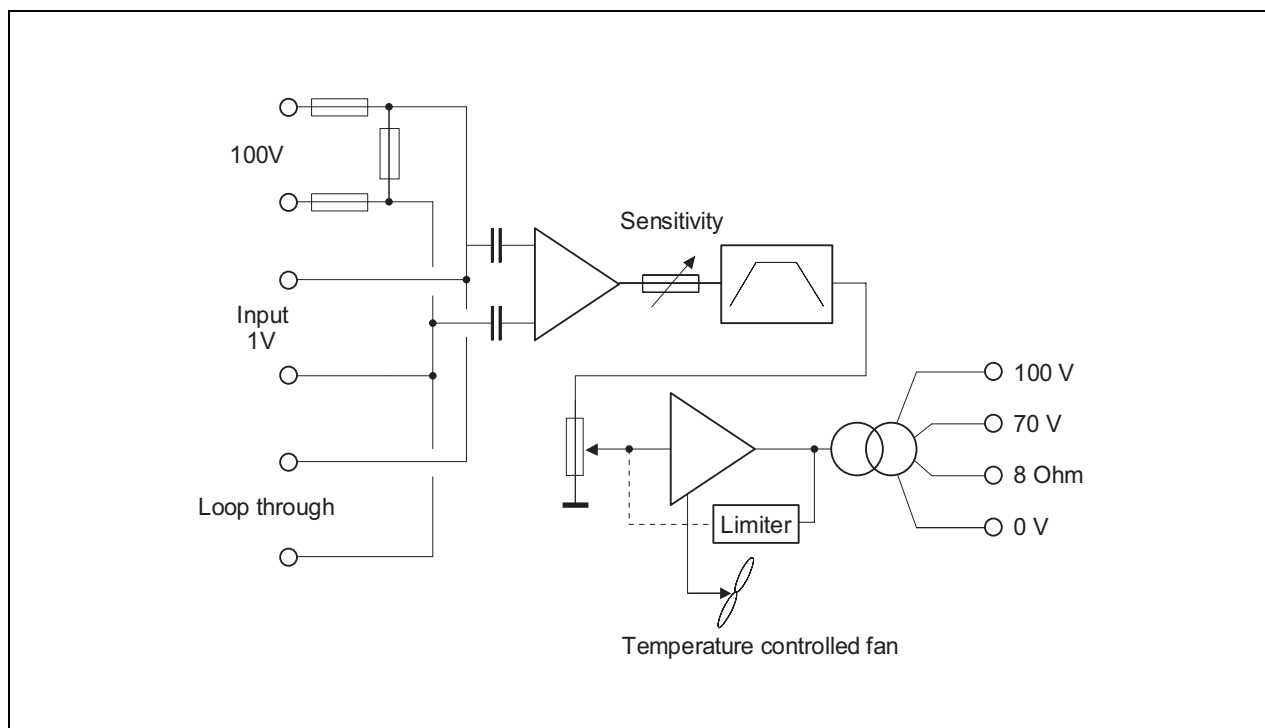 100V
Sensitivity
Input
1V
100 V
70 V
8 Ohm
Loop through
Limiter
0 V
Temperature controlled fan